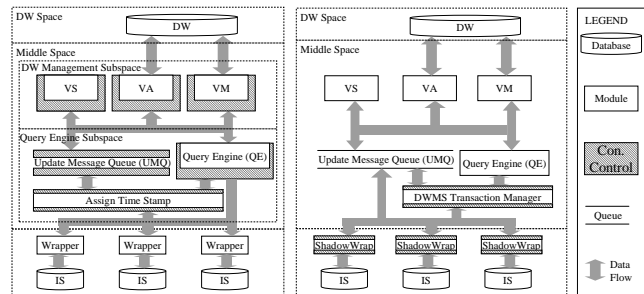 DW Space
DW
Middle Space
DW Management Subspace
VS
VA
VM
Query Engine Subspace
Update Message Queue (UMQ)
Query Engine (QE)
Assign Time Stamp
Wrapper
Wrapper
Wrapper
IS
IS
IS
DW Space
DW
Middle Space
VS
VA
VM
Update Message Queue (UMQ)
Query Engine (QE)
DWMS Transaction Manager
ShadowWrap
ShadowWrap
ShadowWrap
IS
IS
IS
LEGEND
Database
Module
Con.
Control
Queue
Data
Flow